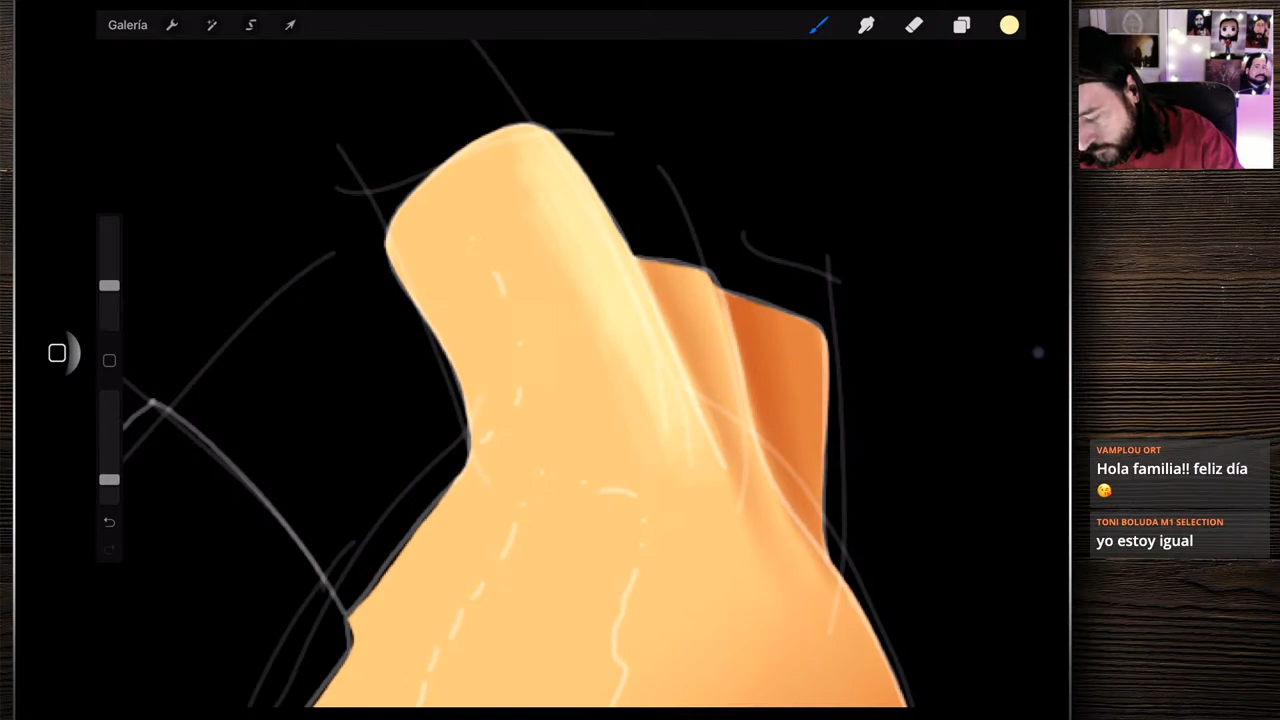 Galería
VAMPLOU ORT
Hola familia!! feliz día
😘
TONI BOLUDA M1 SELECTION
yo estoy igual